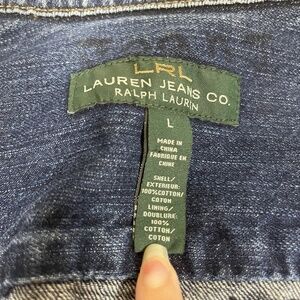 LRL
LAUREN JEANS CO.
RALPH LAUREN
L
MADE IN
CHINA
FABRIQUÉ EN
CHINE
SHELL/
EXTERIEUR:
100%COTTON/
COTON
LINING/
DOUBLURE:
100%
COTTON/
COTON